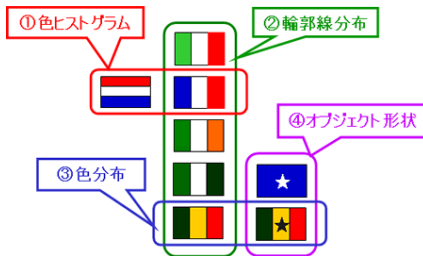 ①色ヒストグラム
②輪郭線分布
④オブジェクト形状
③色分布